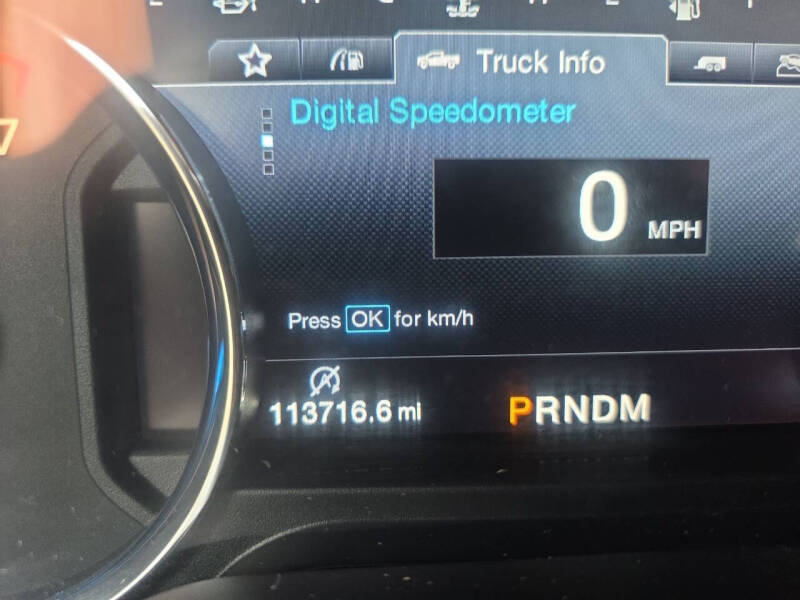 Truck Info
Digital Speedometer
0 MPH
Press OK for km/h
113716.6 mi
PRNDM